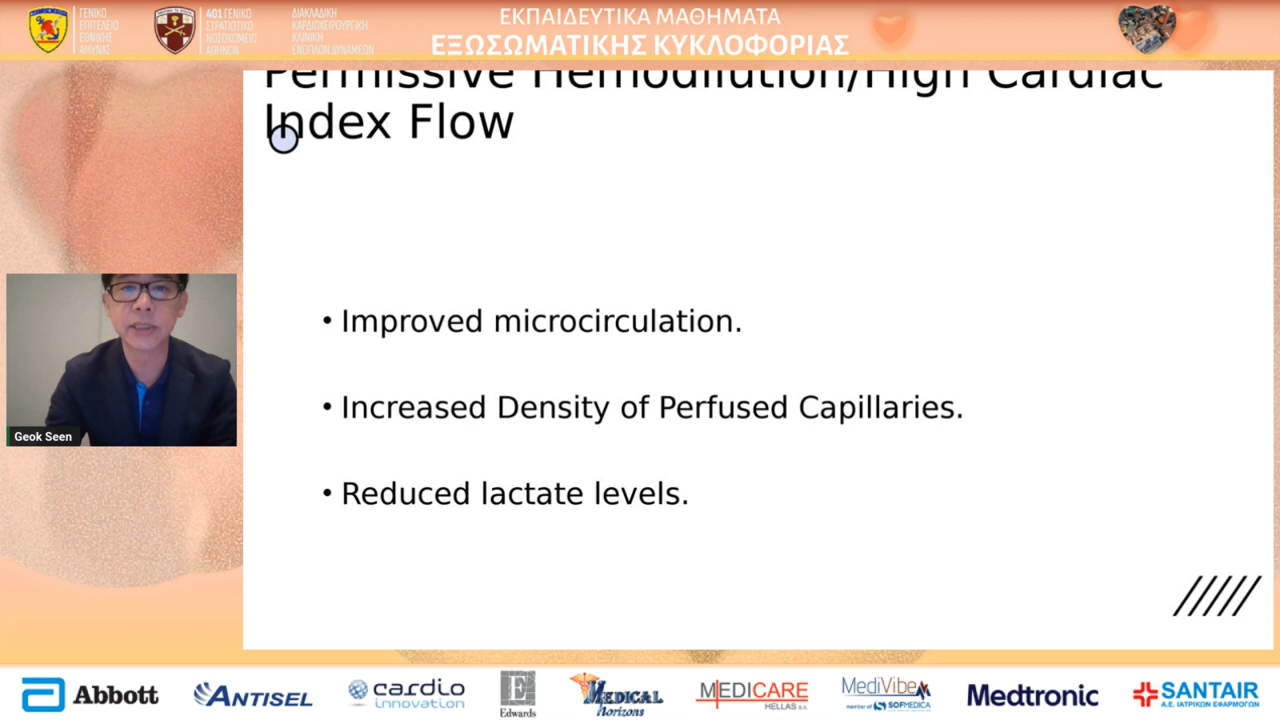 ΓΕΝΙΚΟ
ΕΠΙΤΕΛΕΙΟ
ΕΘΝΙΚΗΣ
ΑΜΥΝΑΣ
401 ΓΕΝΙΚΟ
ΣΤΡΑΤΙΩΤΙΚΟ
ΝΟΣΟΚΟΜΕΙΟ
ΑΘΗΝΩΝ
ΔΙΑΚΛΑΔΙΚΗ
ΚΑΡΔΙΟΧΕΙΡΟΥΡΓΙΚΗ
ΚΛΙΝΙΚΗ
ΕΝΟΠΛΩΝ ΔΥΝΑΜΕΩΝ
ΕΚΠΑΙΔΕΥΤΙΚΑ ΜΑΘΗΜΑΤΑ
ΕΞΩΣΩΜΑΤΙΚΗΣ ΚΥΚΛΟΦΟΡΙΑΣ
Permissive Hemodilution/High Cardiac
Index Flow
• Improved microcirculation.
• Increased Density of Perfused Capillaries.
• Reduced lactate levels.
Geok Seen
Abbott
ANTISEL
cardio
innovation
E
Edwards
MEDICAL
horizons
MEDICARE
HELLAS S.A.
MediVibe
member of SOFMEDICA
Medtronic
SANTAIR
Α.Ε. ΙΑΤΡΙΚΩΝ ΕΦΑΡΜΟΓΩΝ